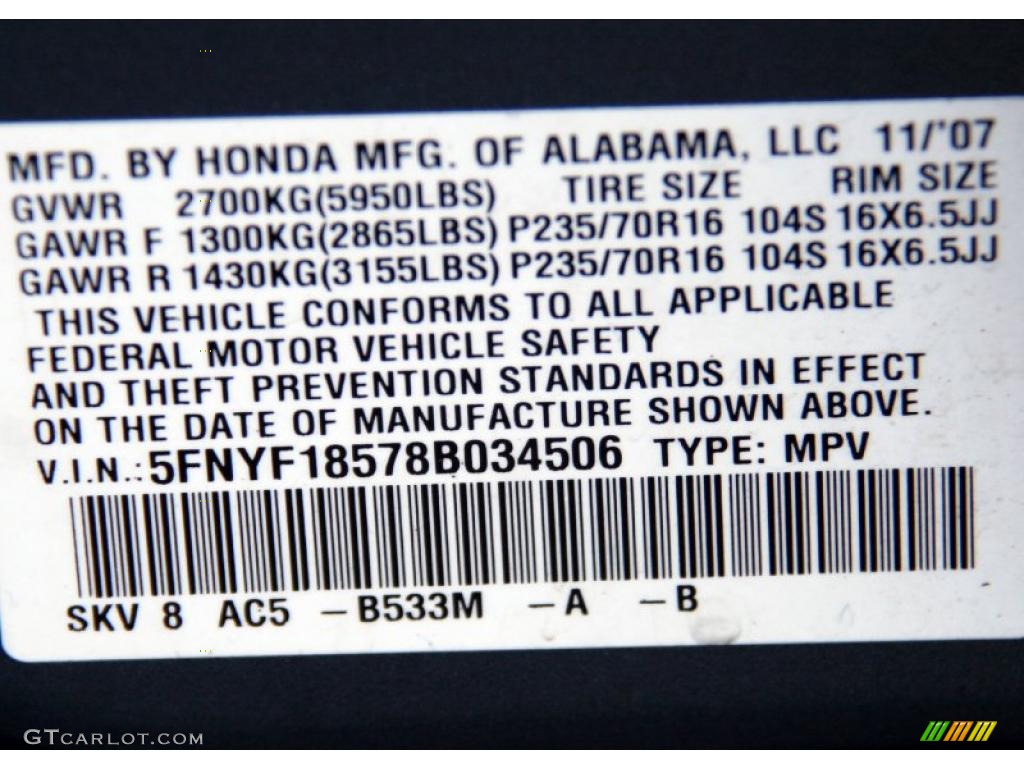 MFD. BY HONDA MFG. OF ALABAMA, LLC 11/'07
GVWR 2700KG(5950LBS) TIRE SIZE RIM SIZE
GAWR F 1300KG(2865LBS) P235/70R16 104S 16X6.5JJ
GAWR R 1430KG(3155LBS) P235/70R16 104S 16X6.5JJ
THIS VEHICLE CONFORMS TO ALL APPLICABLE
FEDERAL MOTOR VEHICLE SAFETY
AND THEFT PREVENTION STANDARDS IN EFFECT
ON THE DATE OF MANUFACTURE SHOWN ABOVE.
V.I.N.: 5FNYF18578B034506 TYPE: MPV
SKV 8 AC5 -B533M -A -B
GTCARLOT.COM